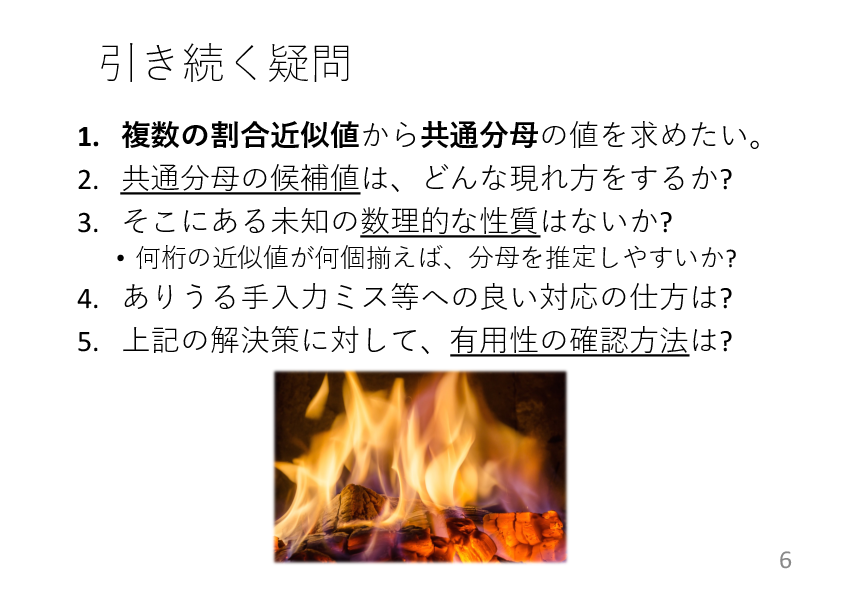 引き続く疑問
1. 複数の割合近似値から共通分母の値を求めたい。
2. 共通分母の候補値は、どんな現れ方をするか?
3. そこにある未知の数理的な性質はないか?
• 何桁の近似値が何個揃えば、分母を推定しやすいか?
4. ありうる手入力ミス等への良い対応の仕方は?
5. 上記の解決策に対して、有用性の確認方法は?
6